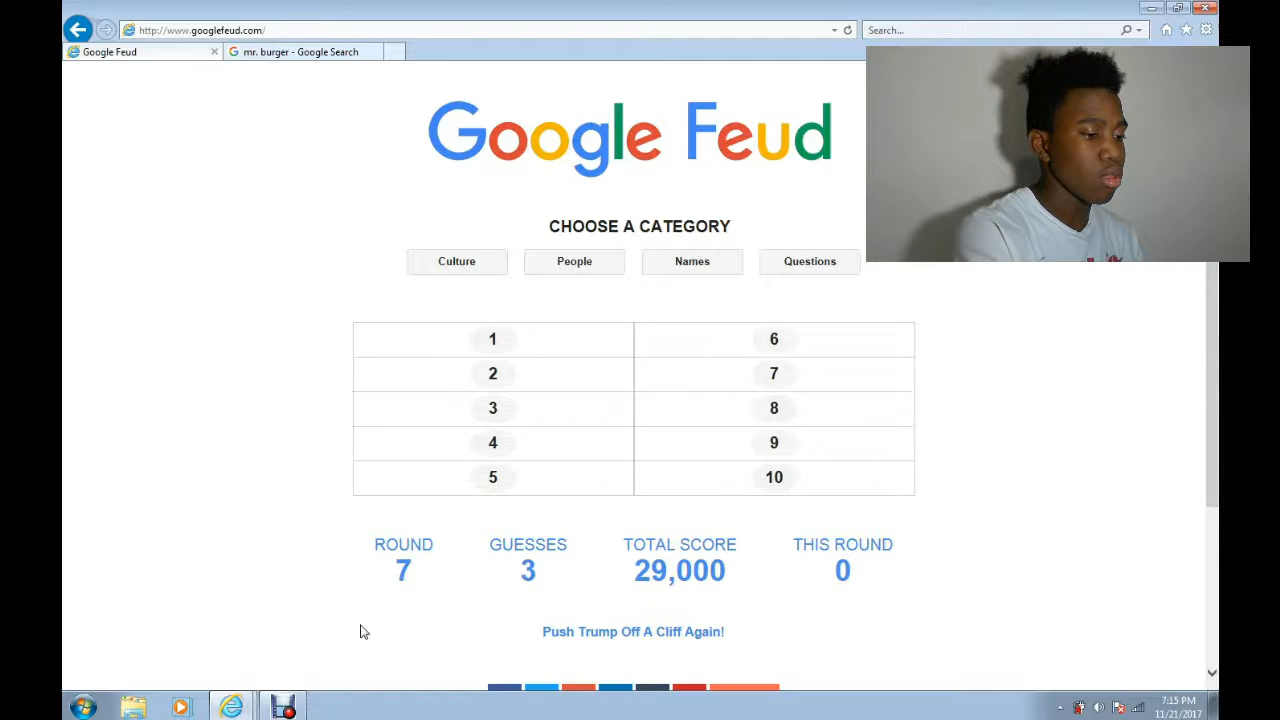 http://www.googlefeud.com/
Search...
Google Feud
mr. burger - Google Search
Google Feud
CHOOSE A CATEGORY
Culture
People
Names
Questions
1
6
2
7
3
8
4
9
5
10
ROUND
GUESSES
TOTAL SCORE
THIS ROUND
7
3
29,000
0
Push Trump Off A Cliff Again!
7:15 PM
11/21/2017